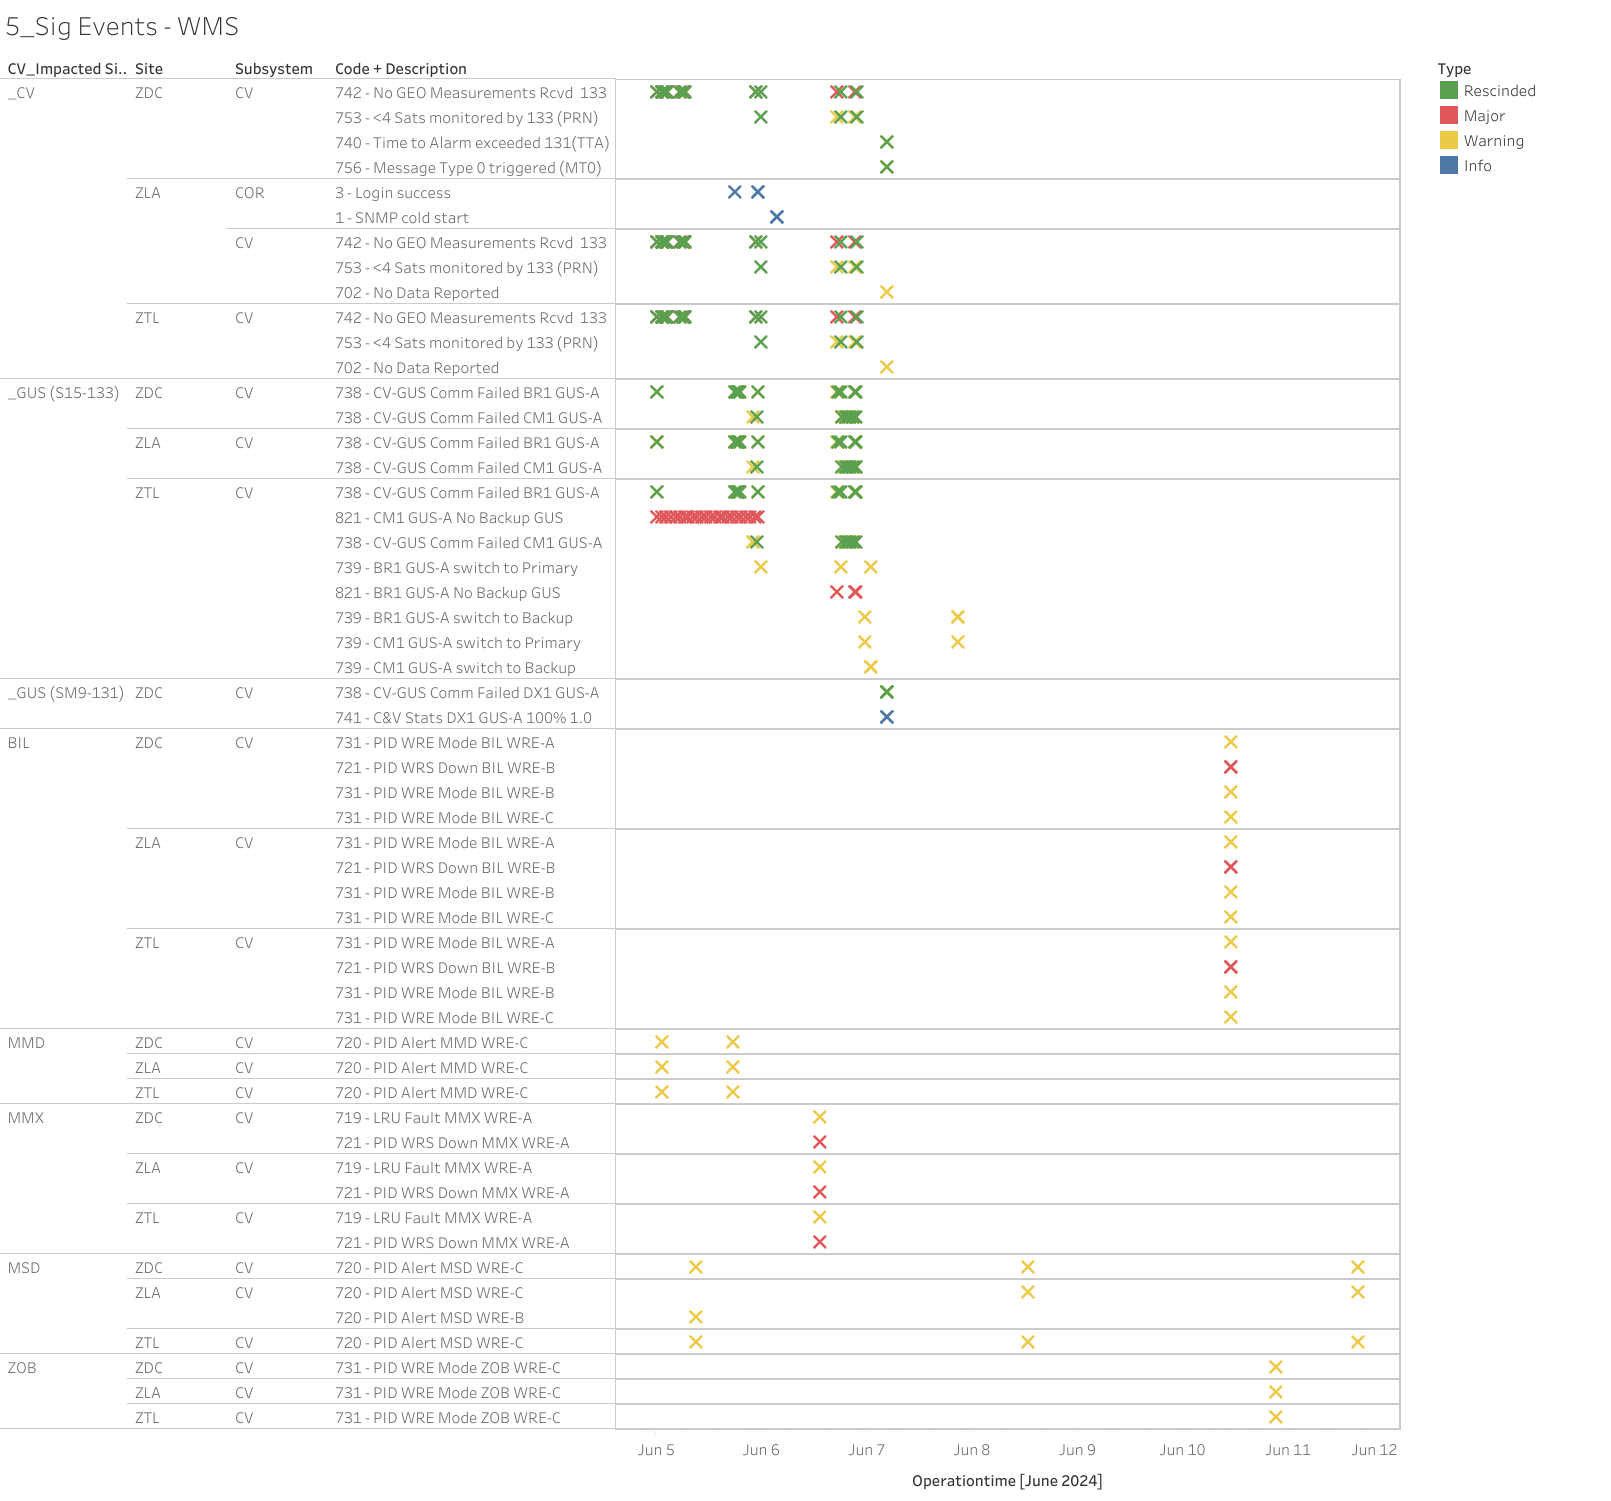 5_Sig Events - WMS
CV_Impacted Si.. Site Subsystem Code + Description
Type
_CV ZDC CV 742 - No GEO Measurements Rcvd 133
Rescinded
753 - <4 Sats monitored by 133 (PRN)
Major
740 - Time to Alarm exceeded 131(TTA)
Warning
756 - Message Type 0 triggered (MT0)
Info
ZLA COR 3 - Login success
1 - SNMP cold start
CV 742 - No GEO Measurements Rcvd 133
753 - <4 Sats monitored by 133 (PRN)
702 - No Data Reported
ZTL CV 742 - No GEO Measurements Rcvd 133
753 - <4 Sats monitored by 133 (PRN)
702 - No Data Reported
_GUS (S15-133) ZDC CV 738 - CV-GUS Comm Failed BR1 GUS-A
738 - CV-GUS Comm Failed CM1 GUS-A
ZLA CV 738 - CV-GUS Comm Failed BR1 GUS-A
738 - CV-GUS Comm Failed CM1 GUS-A
ZTL CV 738 - CV-GUS Comm Failed BR1 GUS-A
821 - CM1 GUS-A No Backup GUS
738 - CV-GUS Comm Failed CM1 GUS-A
739 - BR1 GUS-A switch to Primary
821 - BR1 GUS-A No Backup GUS
739 - BR1 GUS-A switch to Backup
739 - CM1 GUS-A switch to Primary
739 - CM1 GUS-A switch to Backup
_GUS (SM9-131) ZDC CV 738 - CV-GUS Comm Failed DX1 GUS-A
741 - C&V Stats DX1 GUS-A 100% 1.0
BIL ZDC CV 731 - PID WRE Mode BIL WRE-A
721 - PID WRS Down BIL WRE-B
731 - PID WRE Mode BIL WRE-B
731 - PID WRE Mode BIL WRE-C
ZLA CV 731 - PID WRE Mode BIL WRE-A
721 - PID WRS Down BIL WRE-B
731 - PID WRE Mode BIL WRE-B
731 - PID WRE Mode BIL WRE-C
ZTL CV 731 - PID WRE Mode BIL WRE-A
721 - PID WRS Down BIL WRE-B
731 - PID WRE Mode BIL WRE-B
731 - PID WRE Mode BIL WRE-C
MMD ZDC CV 720 - PID Alert MMD WRE-C
ZLA CV 720 - PID Alert MMD WRE-C
ZTL CV 720 - PID Alert MMD WRE-C
MMX ZDC CV 719 - LRU Fault MMX WRE-A
721 - PID WRS Down MMX WRE-A
ZLA CV 719 - LRU Fault MMX WRE-A
721 - PID WRS Down MMX WRE-A
ZTL CV 719 - LRU Fault MMX WRE-A
721 - PID WRS Down MMX WRE-A
MSD ZDC CV 720 - PID Alert MSD WRE-C
ZLA CV 720 - PID Alert MSD WRE-C
720 - PID Alert MSD WRE-B
ZTL CV 720 - PID Alert MSD WRE-C
ZOB ZDC CV 731 - PID WRE Mode ZOB WRE-C
ZLA CV 731 - PID WRE Mode ZOB WRE-C
ZTL CV 731 - PID WRE Mode ZOB WRE-C
Jun 5 Jun 6 Jun 7 Jun 8 Jun 9 Jun 10 Jun 11 Jun 12
Operationtime [June 2024]